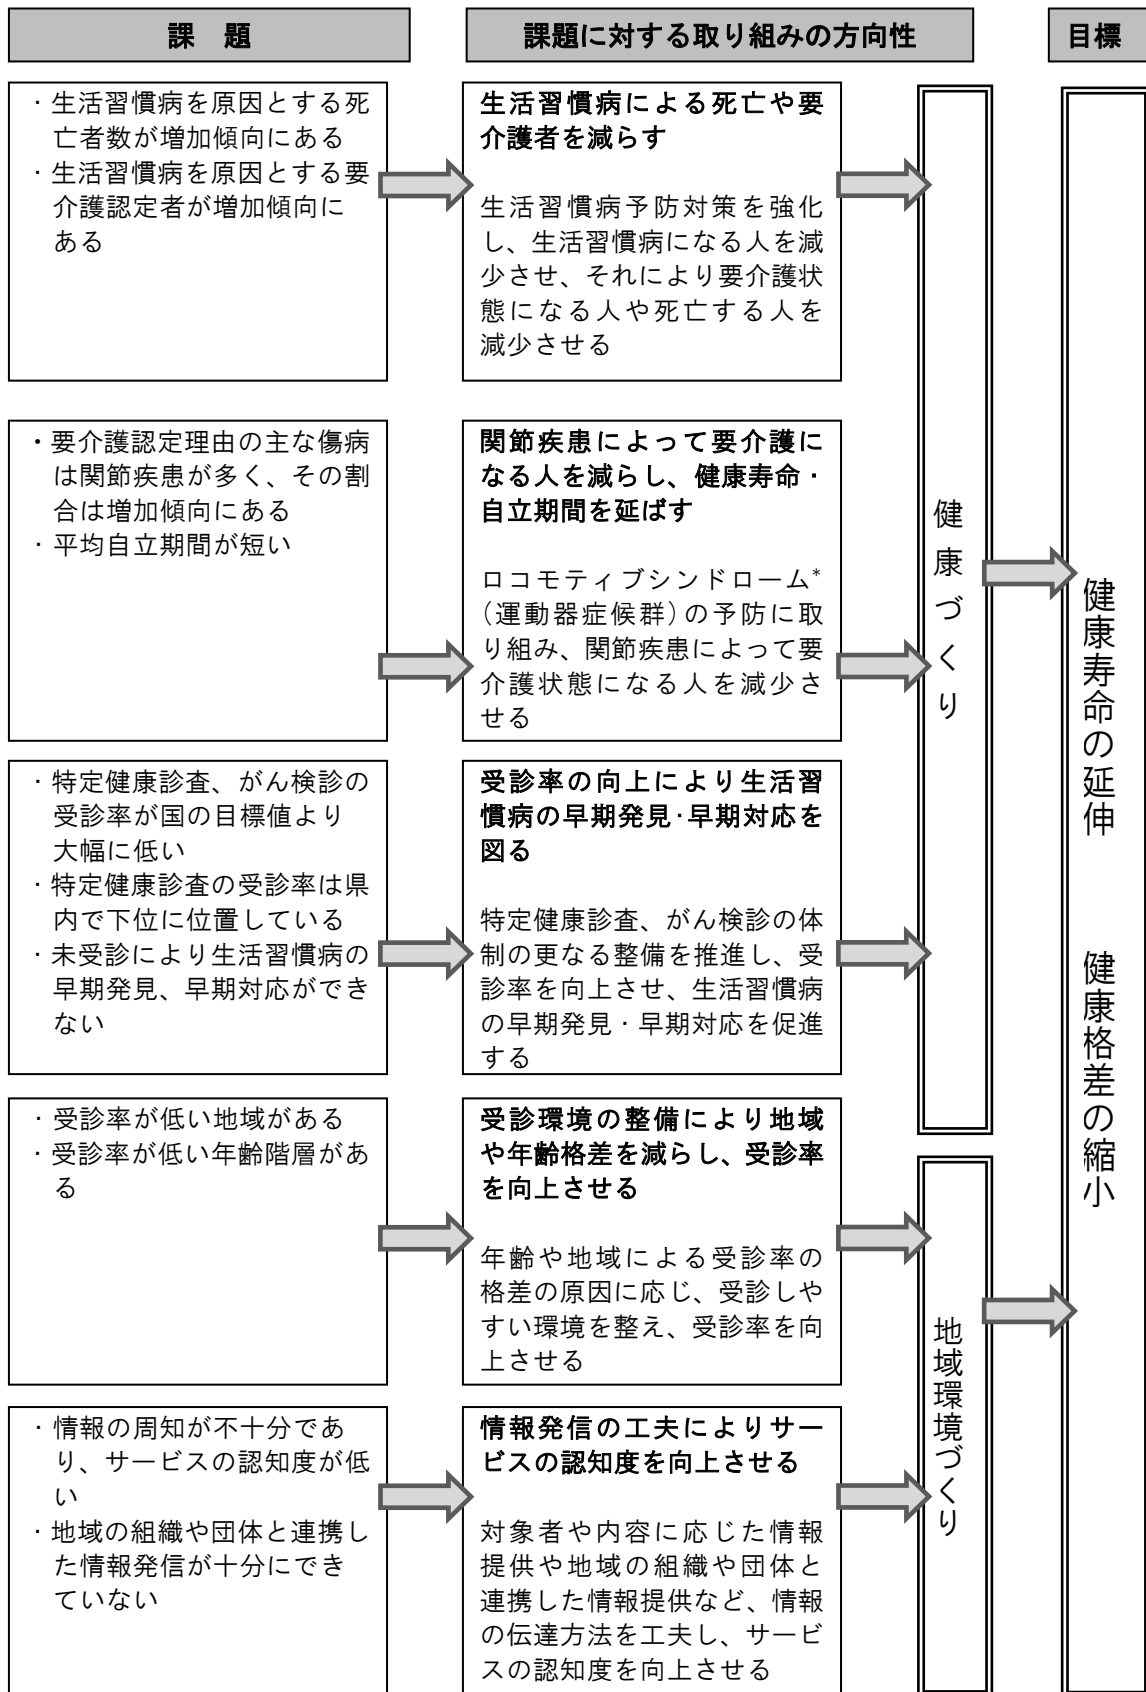 課　題
課題に対する取り組みの方向性
目標
・生活習慣病を原因とする死
亡者数が増加傾向にある
・生活習慣病を原因とする要
介護認定者が増加傾向に
ある
生活習慣病による死亡や要
介護者を減らす
生活習慣病予防対策を強化
し、生活習慣病になる人を減
少させ、それにより要介護状
態になる人や死亡する人を
減少させる
・要介護認定理由の主な傷病
は関節疾患が多く、その割
合は増加傾向にある
・平均自立期間が短い
関節疾患によって要介護に
なる人を減らし、健康寿命・
自立期間を延ばす
ロコモティブシンドローム*
(運動器症候群)の予防に取
り組み、関節疾患によって要
介護状態になる人を減少さ
せる
・特定健康診査、がん検診の
受診率が国の目標値より
大幅に低い
・特定健康診査の受診率は県
内で下位に位置している
・未受診により生活習慣病の
早期発見、早期対応ができ
ない
受診率の向上により生活習
慣病の早期発見・早期対応を
図る
特定健康診査、がん検診の体
制の更なる整備を推進し、受
診率を向上させ、生活習慣病
の早期発見・早期対応を促進
する
・受診率が低い地域がある
・受診率が低い年齢階層があ
る
受診環境の整備により地域
や年齢格差を減らし、受診率
を向上させる
年齢や地域による受診率の
格差の原因に応じ、受診しや
すい環境を整え、受診率を向
上させる
・情報の周知が不十分であ
り、サービスの認知度が低
い
・地域の組織や団体と連携し
た情報発信が十分にでき
ていない
情報発信の工夫によりサー
ビスの認知度を向上させる
対象者や内容に応じた情報
提供や地域の組織や団体と
連携した情報提供など、情報
の伝達方法を工夫し、サービ
スの認知度を向上させる
健康づくり
地域環境づくり
健康寿命の延伸　健康格差の縮小